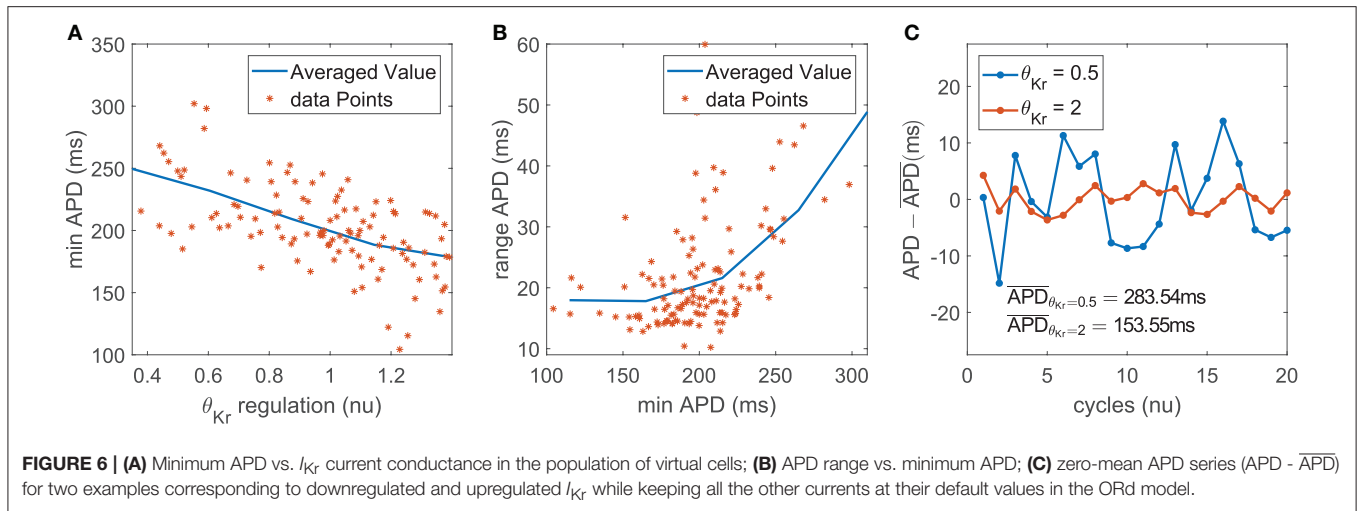 A
350
300
250
200
150
100
min APD (ms)
Averaged Value
data Points
0.4 0.6 0.8 1 1.2
θKr regulation (nu)
B
60
50
40
30
20
10
range APD (ms)
Averaged Value
data Points
100 150 200 250 300
min APD (ms)
C
20
10
0
-10
-20
APD − A̅P̅D̅(ms)
θKr = 0.5
θKr = 2
A̅P̅D̅θKr=0.5 = 283.54ms
A̅P̅D̅θKr=2 = 153.55ms
0 5 10 15 20
cycles (nu)
FIGURE 6 | (A) Minimum APD vs. IKr current conductance in the population of virtual cells; (B) APD range vs. minimum APD; (C) zero-mean APD series (APD - A̅P̅D̅)
for two examples corresponding to downregulated and upregulated IKr while keeping all the other currents at their default values in the ORd model.